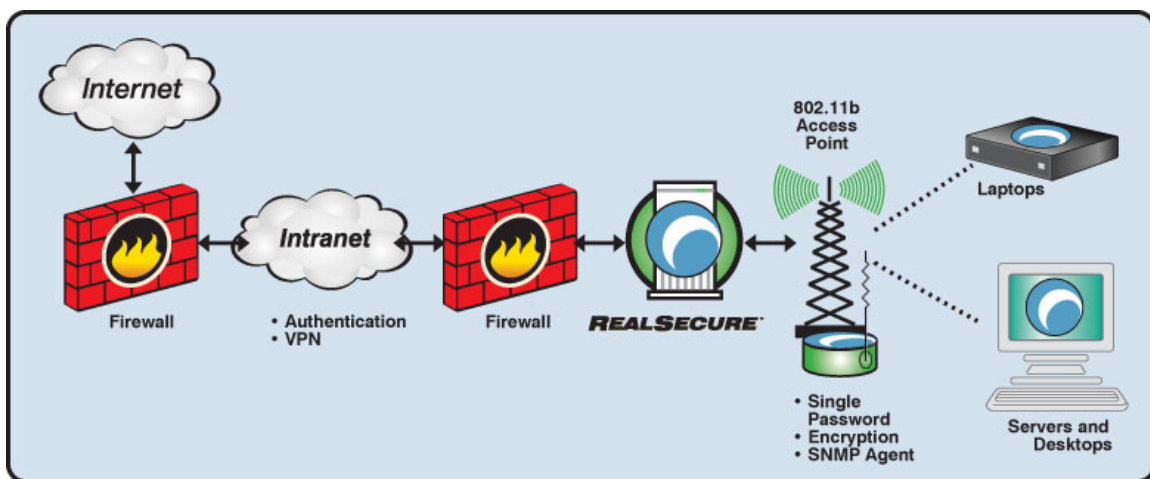 Internet
Firewall
Intranet
• Authentication
• VPN
Firewall
REALSECURE
802.11b
Access
Point
• Single
Password
• Encryption
• SNMP Agent
Laptops
Servers and
Desktops